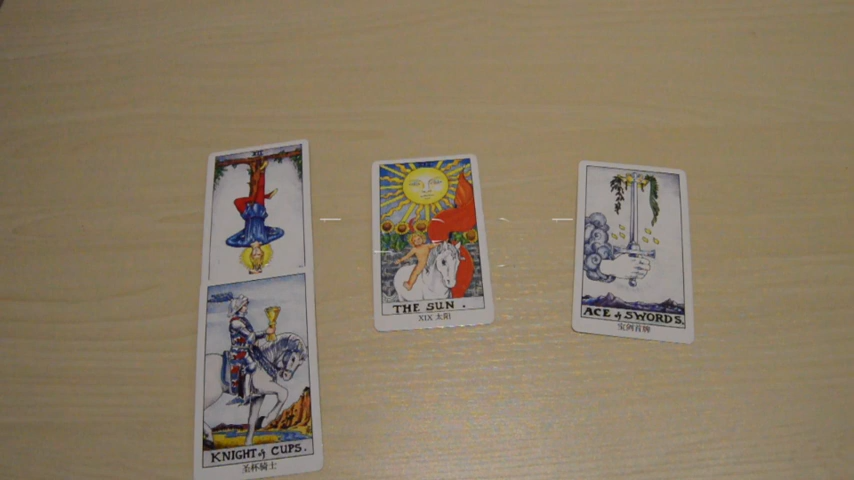 XII
KNIGHT of CUPS.
圣杯骑士
THE SUN .
XIX 太阳
ACE of SWORDS.
宝剑首牌